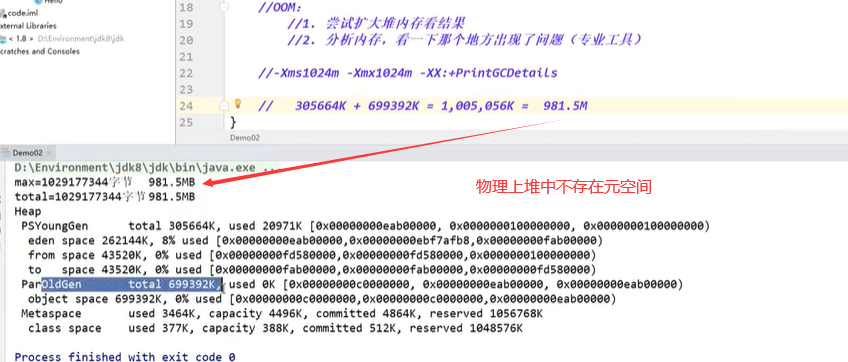 Hello
code.iml
xternal Libraries
< 1.8 > D:\Environment\jdk8\jdk
cratches and Consoles
18 //OOM:
19 //1. 尝试扩大堆内存看结果
20 //2. 分析内存，看一下那个地方出现了问题（专业工具）
21
22 //-Xms1024m -Xmx1024m -XX:+PrintGCDetails
23
24 // 305664K + 699392K = 1,005,056K = 981.5M
25 }
Demo02
Demo02
D:\Environment\jdk8\jdk\bin\java.exe ...
max=1029177344字节 981.5MB
total=1029177344字节 981.5MB
物理上堆中不存在元空间
Heap
PSYoungGen total 305664K, used 20971K [0x00000000eab00000, 0x0000000100000000, 0x0000000100000000)
eden space 262144K, 8% used [0x00000000eab00000,0x00000000ebf7afb8,0x00000000fab00000)
from space 43520K, 0% used [0x00000000fd580000,0x00000000fd580000,0x0000000100000000)
to space 43520K, 0% used [0x00000000fab00000,0x00000000fab00000,0x00000000fd580000)
ParOldGen total 699392K, used 0K [0x00000000c0000000, 0x00000000eab00000, 0x00000000eab00000)
object space 699392K, 0% used [0x00000000c0000000,0x00000000c0000000,0x00000000eab00000)
Metaspace used 3464K, capacity 4496K, committed 4864K, reserved 1056768K
class space used 377K, capacity 388K, committed 512K, reserved 1048576K
Process finished with exit code 0